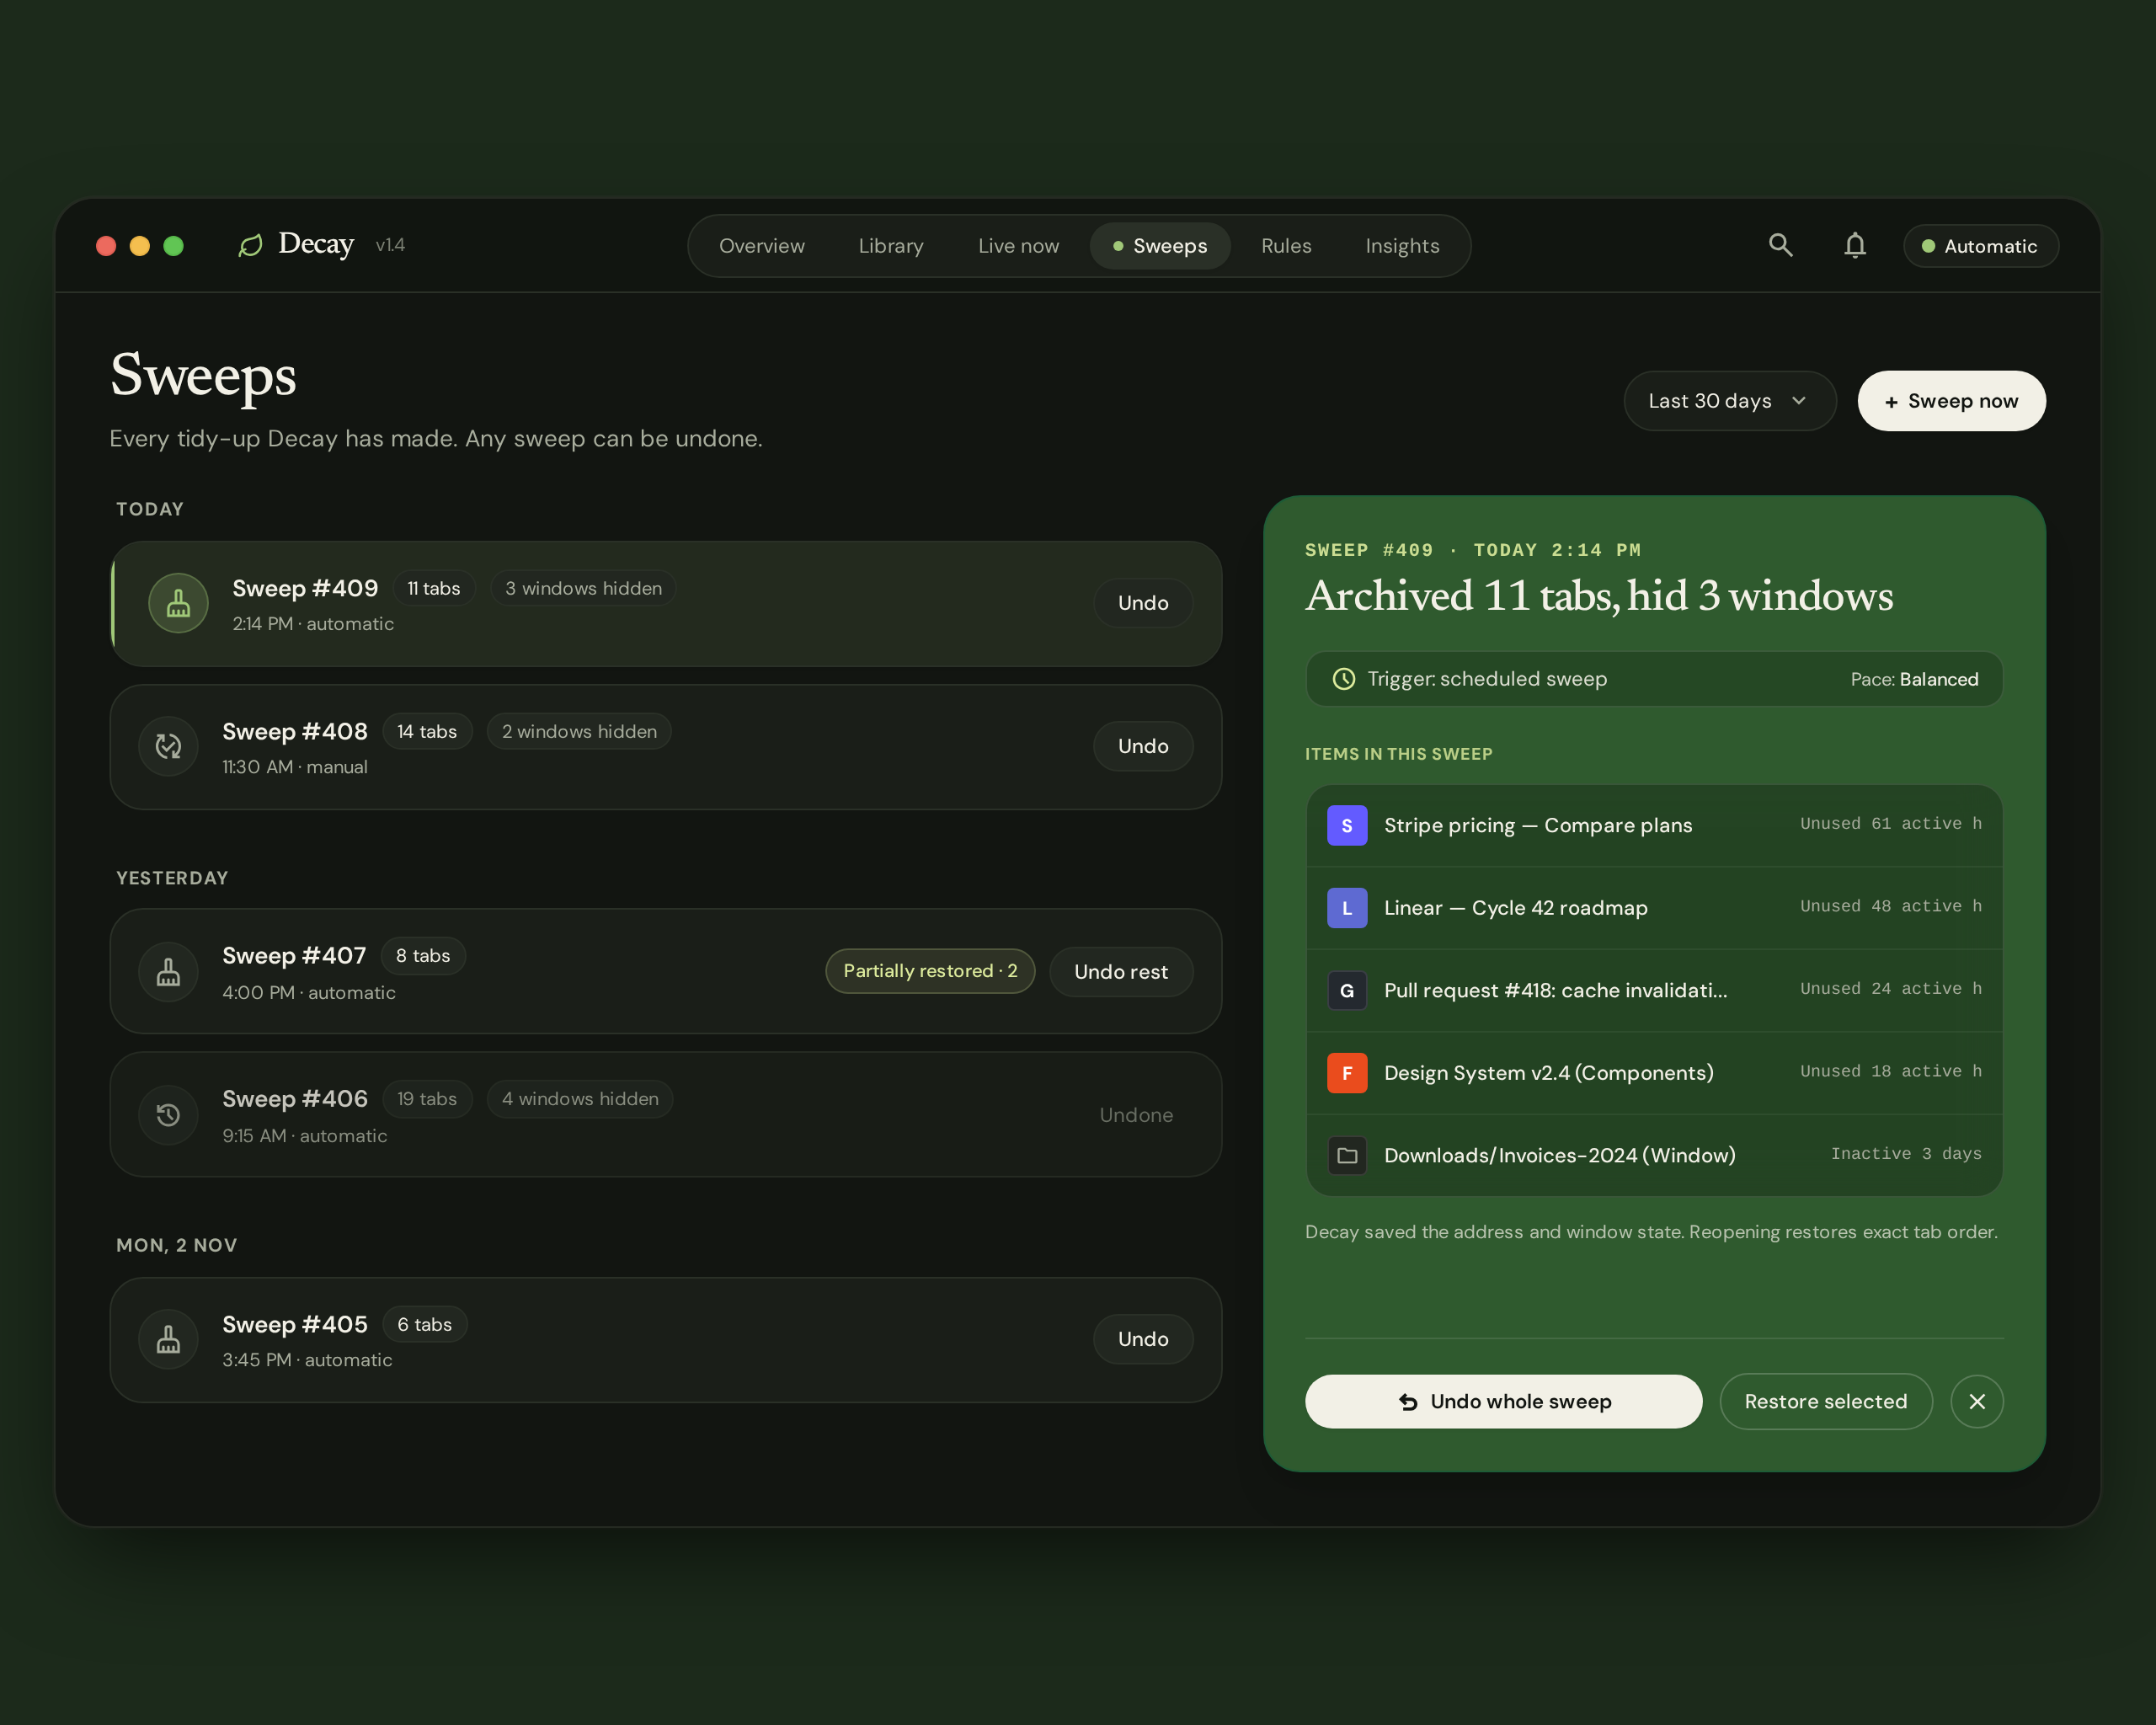 Decay v1.4
Overview Library Live now Sweeps Rules Insights
Automatic
Sweeps
Every tidy-up Decay has made. Any sweep can be undone.
Last 30 days
+ Sweep now
TODAY
Sweep #409 11 tabs 3 windows hidden
2:14 PM · automatic
Undo
Sweep #408 14 tabs 2 windows hidden
11:30 AM · manual
Undo
YESTERDAY
Sweep #407 8 tabs
4:00 PM · automatic
Partially restored · 2
Undo rest
Sweep #406 19 tabs 4 windows hidden
9:15 AM · automatic
Undone
MON, 2 NOV
Sweep #405 6 tabs
3:45 PM · automatic
Undo
SWEEP #409 · TODAY 2:14 PM
Archived 11 tabs, hid 3 windows
Trigger: scheduled sweep Pace: Balanced
ITEMS IN THIS SWEEP
S Stripe pricing — Compare plans Unused 61 active h
L Linear — Cycle 42 roadmap Unused 48 active h
G Pull request #418: cache invalidati... Unused 24 active h
F Design System v2.4 (Components) Unused 18 active h
Downloads/Invoices-2024 (Window) Inactive 3 days
Decay saved the address and window state. Reopening restores exact tab order.
Undo whole sweep
Restore selected